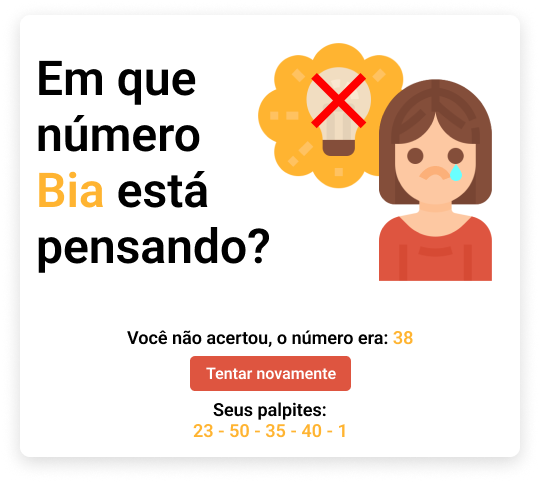 Em que
número
Bia está
pensando?
Você não acertou, o número era: 38
Tentar novamente
Seus palpites:
23 - 50 - 35 - 40 - 1